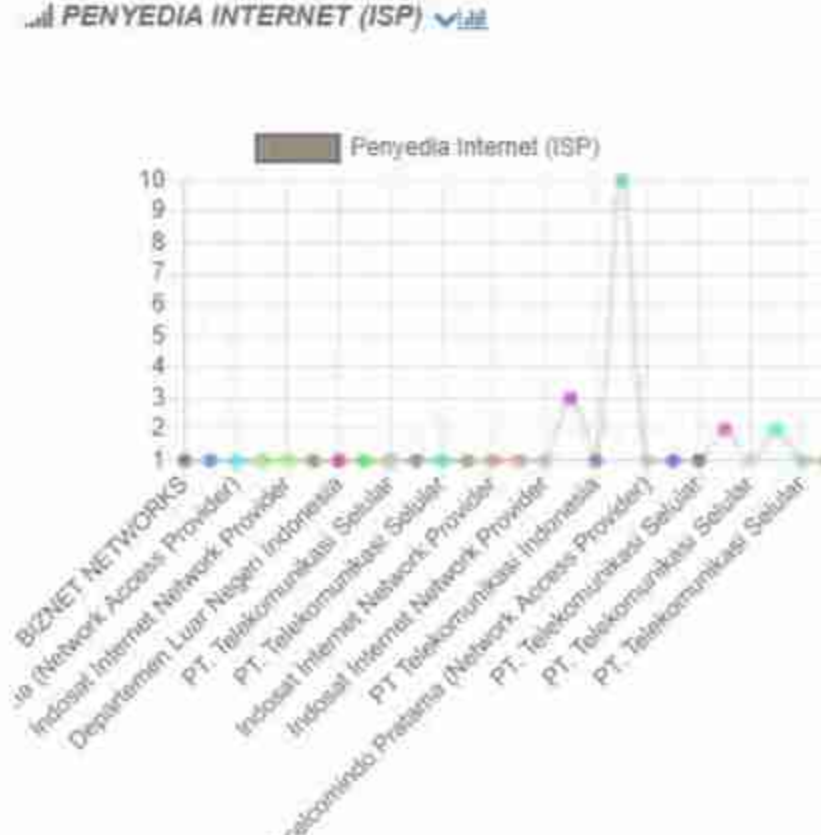 PENYEDIA INTERNET (ISP)
Penyedia Internet (ISP)
10
9
8
7
6
5
4
3
2
1
BIZNET NETWORKS
(Network Access Provider)
Indosat Internet Network Provider
Departemen Luar Negeri Indonesia
PT. Telekomunikasi Selular
PT. Telekomunikasi Selular
Indosat Internet Network Provider
Indosat Internet Network Provider
PT Telekomunikasi Indonesia
elcomindo Pratama (Network Access Provider)
PT. Telekomunikasi Selular
PT. Telekomunikasi Selular
PT. Telekomunikasi Selular